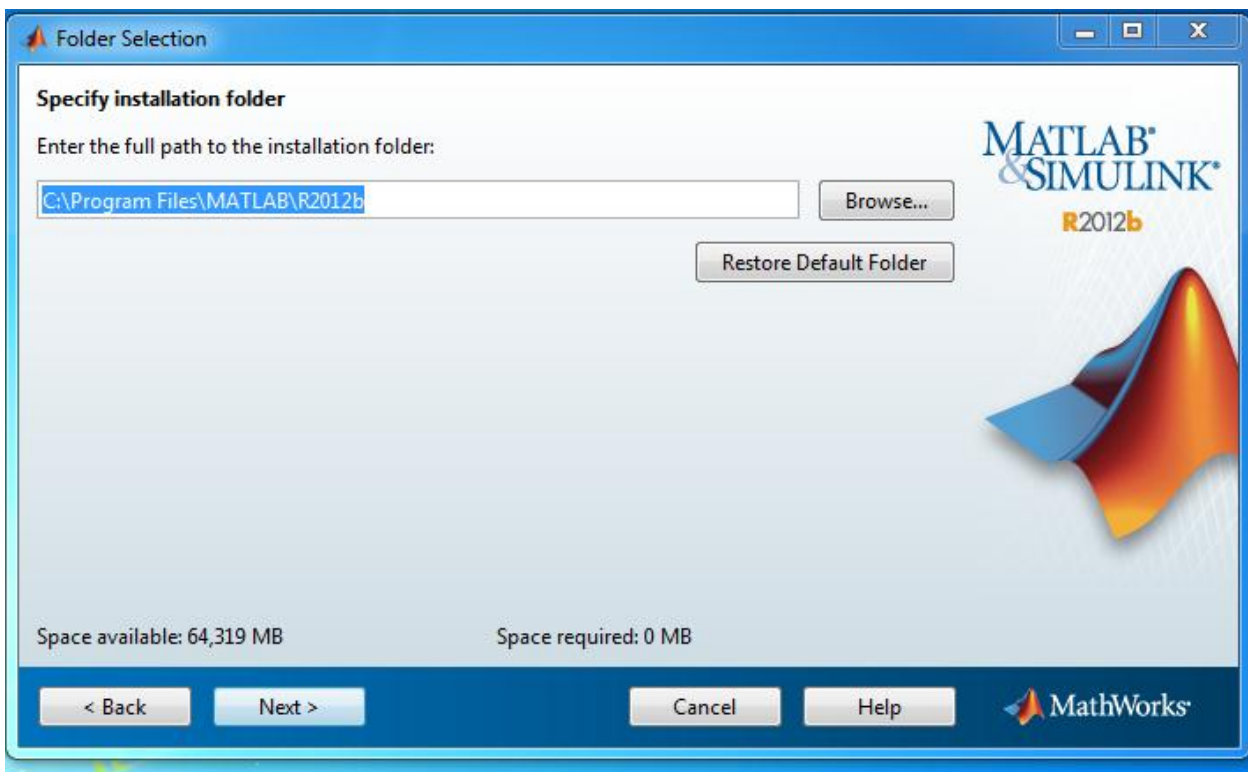 Folder Selection
Specify installation folder
Enter the full path to the installation folder:
C:\Program Files\MATLAB\R2012b
Browse...
Restore Default Folder
MATLAB®
&SIMULINK®
R2012b
Space available: 64,319 MB
Space required: 0 MB
< Back
Next >
Cancel
Help
MathWorks®